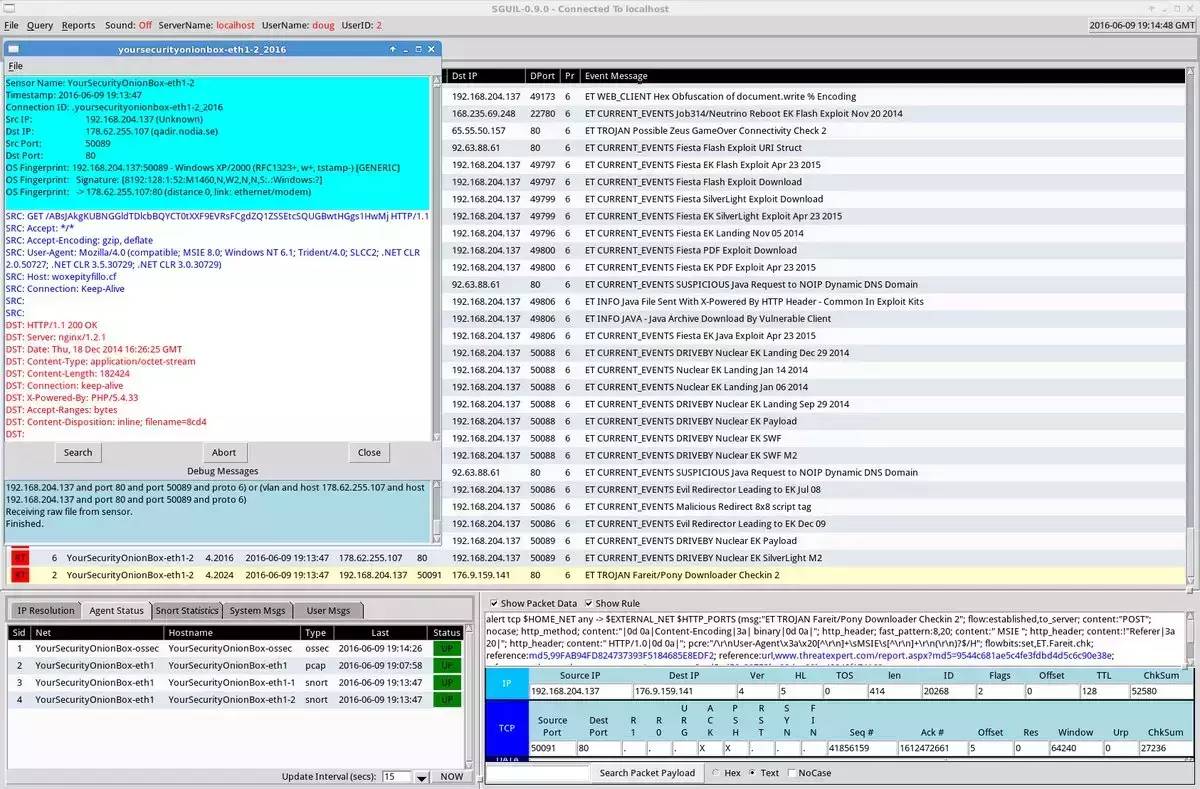 SGUIL-0.9.0 - Connected To localhost
File Query Reports Sound: Off ServerName: localhost UserName: doug UserID: 2 2016-06-09 19:14:48 GMT
yoursecurityonionbox-eth1-2_2016
File
Sensor Name: YourSecurityOnionBox-eth1-2
Timestamp: 2016-06-09 19:13:47
Connection ID: .yoursecurityonionbox-eth1-2_2016
Src IP: 192.168.204.137 (Unknown)
Dst IP: 178.62.255.107 (qadir.nodia.se)
Src Port: 50089
Dst Port: 80
OS Fingerprint: 192.168.204.137:50089 - Windows XP/2000 (RFC1323+, w+, tstamp-) [GENERIC]
OS Fingerprint: Signature: [8192:128:1:52:M1460,N,W2,N,N,S:.:Windows:?]
OS Fingerprint: -> 178.62.255.107:80 (distance 0, link: ethernet/modem)
SRC: GET /ABsJAkgKUBNGGldTDlcbBQYCT0tXXF9EVRsFCgdZQ1ZSSEtcSQUGBwtHGgs1HwMj HTTP/1.1
SRC: Accept: */*
SRC: Accept-Encoding: gzip, deflate
SRC: User-Agent: Mozilla/4.0 (compatible; MSIE 8.0; Windows NT 6.1; Trident/4.0; SLCC2; .NET CLR
2.0.50727; .NET CLR 3.5.30729; .NET CLR 3.0.30729)
SRC: Host: woxepityfillo.cf
SRC: Connection: Keep-Alive
SRC:
SRC:
DST: HTTP/1.1 200 OK
DST: Server: nginx/1.2.1
DST: Date: Thu, 18 Dec 2014 16:26:25 GMT
DST: Content-Type: application/octet-stream
DST: Content-Length: 182424
DST: Connection: keep-alive
DST: X-Powered-By: PHP/5.4.33
DST: Accept-Ranges: bytes
DST: Content-Disposition: inline; filename=8cd4
DST:
Search Abort Close
Debug Messages
192.168.204.137 and port 80 and port 50089 and proto 6) or (vlan and host 178.62.255.107 and host
192.168.204.137 and port 80 and port 50089 and proto 6)
Receiving raw file from sensor.
Finished.
Dst IP DPort Pr Event Message
192.168.204.137 49173 6 ET WEB_CLIENT Hex Obfuscation of document.write % Encoding
168.235.69.248 22780 6 ET CURRENT_EVENTS Job314/Neutrino Reboot EK Flash Exploit Nov 20 2014
65.55.50.157 80 6 ET TROJAN Possible Zeus GameOver Connectivity Check 2
92.63.88.61 80 6 ET CURRENT_EVENTS Fiesta Flash Exploit URI Struct
192.168.204.137 49797 6 ET CURRENT_EVENTS Fiesta EK Flash Exploit Apr 23 2015
192.168.204.137 49797 6 ET CURRENT_EVENTS Fiesta Flash Exploit Download
192.168.204.137 49799 6 ET CURRENT_EVENTS Fiesta SilverLight Exploit Download
192.168.204.137 49799 6 ET CURRENT_EVENTS Fiesta EK SilverLight Exploit Apr 23 2015
192.168.204.137 49796 6 ET CURRENT_EVENTS Fiesta EK Landing Nov 05 2014
192.168.204.137 49800 6 ET CURRENT_EVENTS Fiesta PDF Exploit Download
192.168.204.137 49800 6 ET CURRENT_EVENTS Fiesta EK PDF Exploit Apr 23 2015
92.63.88.61 80 6 ET CURRENT_EVENTS SUSPICIOUS Java Request to NOIP Dynamic DNS Domain
192.168.204.137 49806 6 ET INFO Java File Sent With X-Powered By HTTP Header - Common In Exploit Kits
192.168.204.137 49806 6 ET INFO JAVA - Java Archive Download By Vulnerable Client
192.168.204.137 49806 6 ET CURRENT_EVENTS Fiesta EK Java Exploit Apr 23 2015
192.168.204.137 50088 6 ET CURRENT_EVENTS DRIVEBY Nuclear EK Landing Dec 29 2014
192.168.204.137 50088 6 ET CURRENT_EVENTS Nuclear EK Landing Jan 14 2014
192.168.204.137 50088 6 ET CURRENT_EVENTS Nuclear EK Landing Jan 06 2014
192.168.204.137 50088 6 ET CURRENT_EVENTS DRIVEBY Nuclear EK Landing Sep 29 2014
192.168.204.137 50088 6 ET CURRENT_EVENTS DRIVEBY Nuclear EK Payload
192.168.204.137 50088 6 ET CURRENT_EVENTS DRIVEBY Nuclear EK SWF
192.168.204.137 50088 6 ET CURRENT_EVENTS DRIVEBY Nuclear EK SWF M2
92.63.88.61 80 6 ET CURRENT_EVENTS SUSPICIOUS Java Request to NOIP Dynamic DNS Domain
192.168.204.137 50086 6 ET CURRENT_EVENTS Evil Redirector Leading to EK Jul 08
192.168.204.137 50086 6 ET CURRENT_EVENTS Malicious Redirect 8x8 script tag
192.168.204.137 50086 6 ET CURRENT_EVENTS Evil Redirector Leading to EK Dec 09
192.168.204.137 50089 6 ET CURRENT_EVENTS DRIVEBY Nuclear EK Payload
RT 6 YourSecurityOnionBox-eth1-2 4.2016 2016-06-09 19:13:47 178.62.255.107 80 192.168.204.137 50089 6 ET CURRENT_EVENTS DRIVEBY Nuclear EK SilverLight M2
RT 2 YourSecurityOnionBox-eth1-2 4.2024 2016-06-09 19:13:47 192.168.204.137 50091 176.9.159.141 80 6 ET TROJAN Fareit/Pony Downloader Checkin 2
IP Resolution Agent Status Snort Statistics System Msgs User Msgs
Sid Net Hostname Type Last Status
1 YourSecurityOnionBox-ossec YourSecurityOnionBox-ossec ossec 2016-06-09 19:14:26 UP
2 YourSecurityOnionBox-eth1 YourSecurityOnionBox-eth1 pcap 2016-06-09 19:07:58 UP
3 YourSecurityOnionBox-eth1 YourSecurityOnionBox-eth1-1 snort 2016-06-09 19:13:47 UP
4 YourSecurityOnionBox-eth1 YourSecurityOnionBox-eth1-2 snort 2016-06-09 19:13:47 UP
Update Interval (secs): 15 NOW
Show Packet Data Show Rule
alert tcp $HOME_NET any -> $EXTERNAL_NET $HTTP_PORTS (msg:"ET TROJAN Fareit/Pony Downloader Checkin 2"; flow:established,to_server; content:"POST";
nocase; http_method; content:"|0d 0a|Content-Encoding|3a| binary|0d 0a|"; http_header; fast_pattern:8,20; content:" MSIE "; http_header; content:!"Referer|3a
20|"; http_header; content:" HTTP/1.0|0d 0a|"; pcre:"/\r\nUser-Agent\x3a\x20[^\r\n]+\sMSIE\s[^\r\n]+\r\n(\r\n)?$/H"; flowbits:set,ET.Fareit.chk;
reference:md5,99FAB94FD824737393F5184685E8EDF2; reference:url,www.threatexpert.com/report.aspx?md5=9544c681ae5c4fe3fdbd4d5c6c90e38e;
IP Source IP Dest IP Ver HL TOS len ID Flags Offset TTL ChkSum
192.168.204.137 176.9.159.141 4 5 0 414 20268 2 0 128 52580
TCP Source Port Dest Port R1 R0 URG ACK PSH RST SYN FIN Seq # Ack # Offset Res Window Urp ChkSum
50091 80 . . . X X . . . 41856159 1612472661 5 0 64240 0 27236
Search Packet Payload Hex Text NoCase